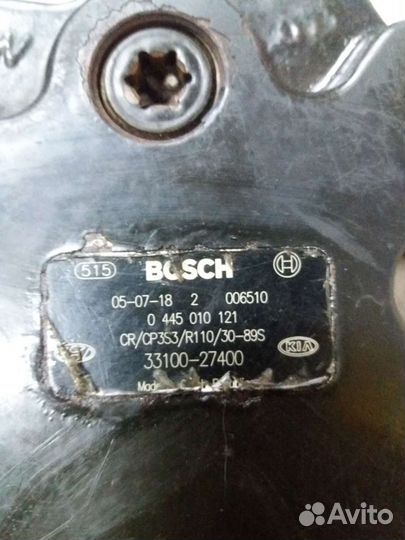 515 BOSCH
05-07-18 2 006510
0 445 010 121
CR/CP3S3/R110/30-89S
33100-27400
KIA
Avito